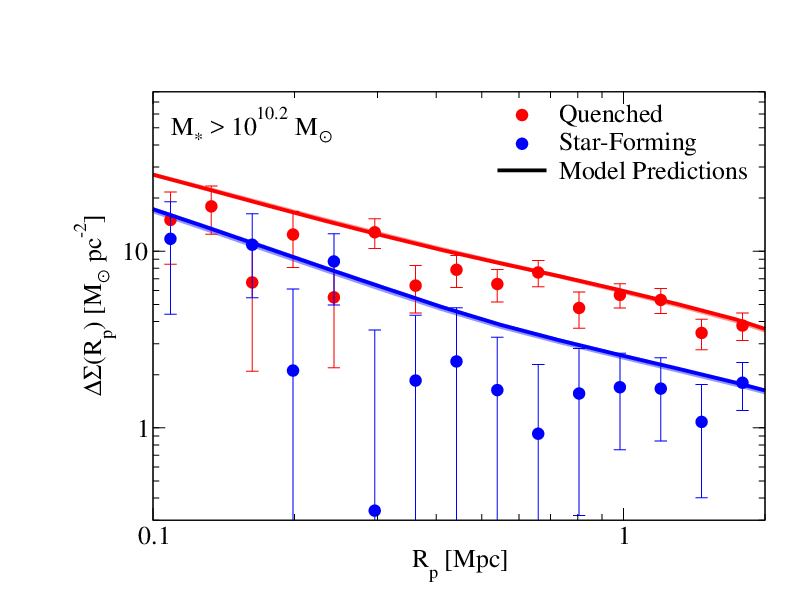 M* > 10^10.2 M⊙
Quenched
Star-Forming
Model Predictions
ΔΣ(Rp) [M⊙ pc^-2]
10
1
0.1
1
Rp [Mpc]